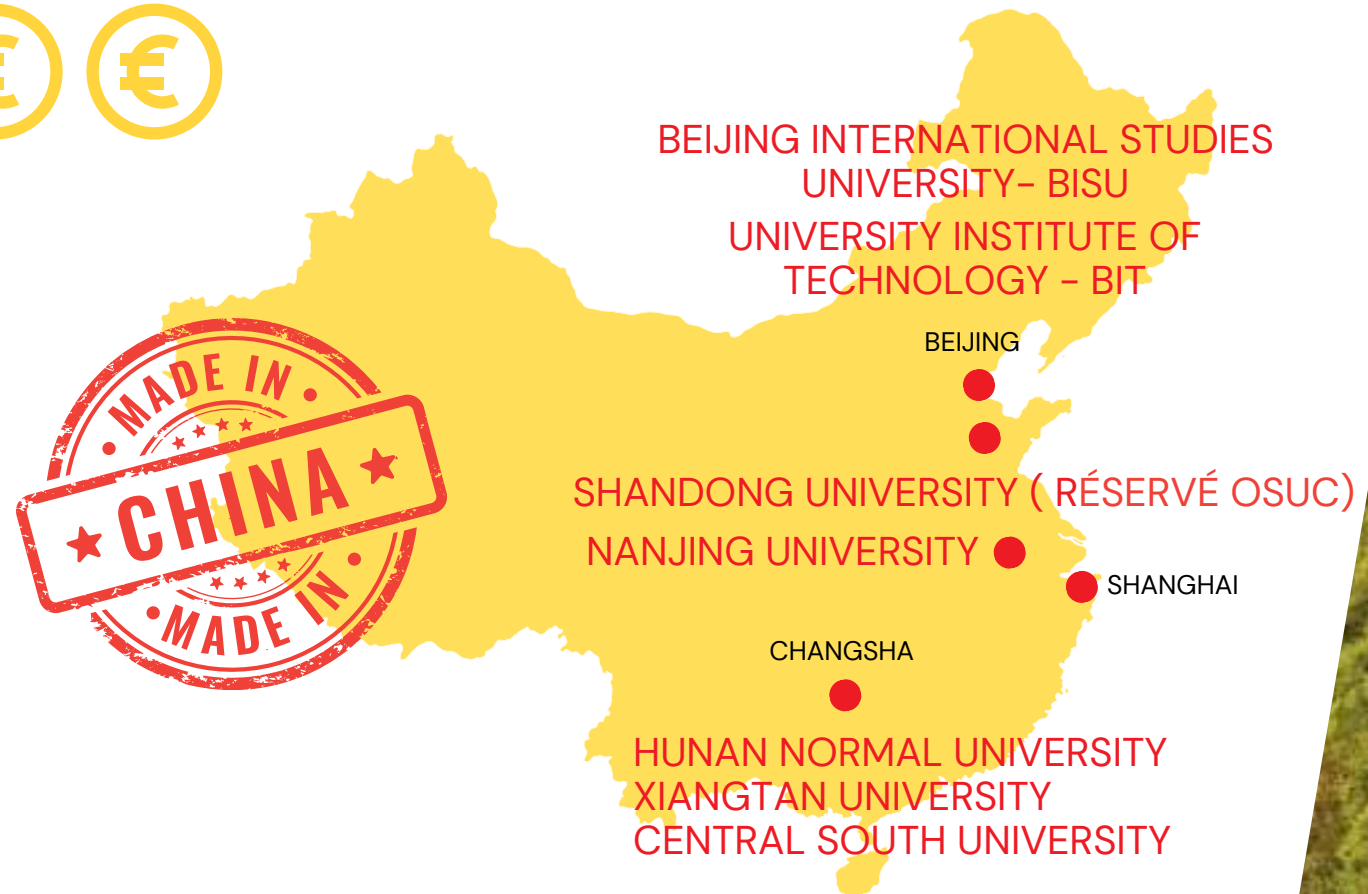 € €
BEIJING INTERNATIONAL STUDIES
UNIVERSITY– BISU
UNIVERSITY INSTITUTE OF
TECHNOLOGY – BIT
BEIJING
MADE IN
CHINA
MADE IN
SHANDONG UNIVERSITY ( RÉSERVÉ OSUC)
NANJING UNIVERSITY
SHANGHAI
CHANGSHA
HUNAN NORMAL UNIVERSITY
XIANGTAN UNIVERSITY
CENTRAL SOUTH UNIVERSITY